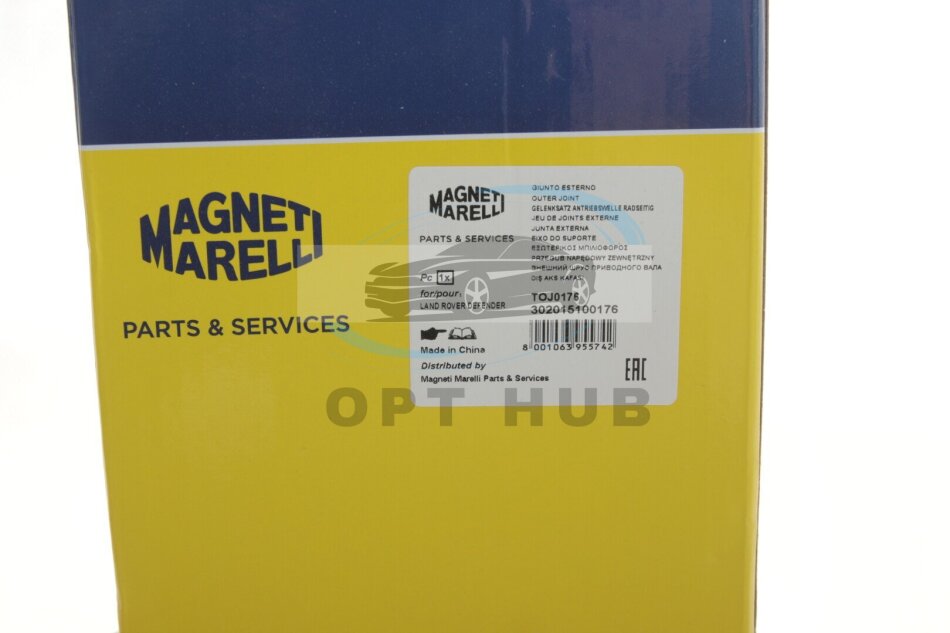 MAGNETI
MARELLI
PARTS & SERVICES
MAGNETI
MARELLI
PARTS & SERVICES
Pc 1x
for/pour:
LAND ROVER DEFENDER
Made in China
Distributed by
Magneti Marelli Parts & Services
GIUNTO ESTERNO
OUTER JOINT
GELENKSATZ ANTRIEBSWELLE RADSEITIG
JEU DE JOINTS EXTERNE
JUNTA EXTERNA
EIXO DO SUPORTE
ΕΞΩΤΕΡΙΚΟΣ ΜΠΙΛΙΟΦΟΡΟΣ
PRZEGUB NAPĘDOWY ZEWNĘTRZNY
ВНЕШНИЙ ШРУС ПРИВОДНОГО ВАЛА
DIŞ AKS KAFASI
TOJ0176
302015100176
8 001063 955742
EAC
OPT HUB